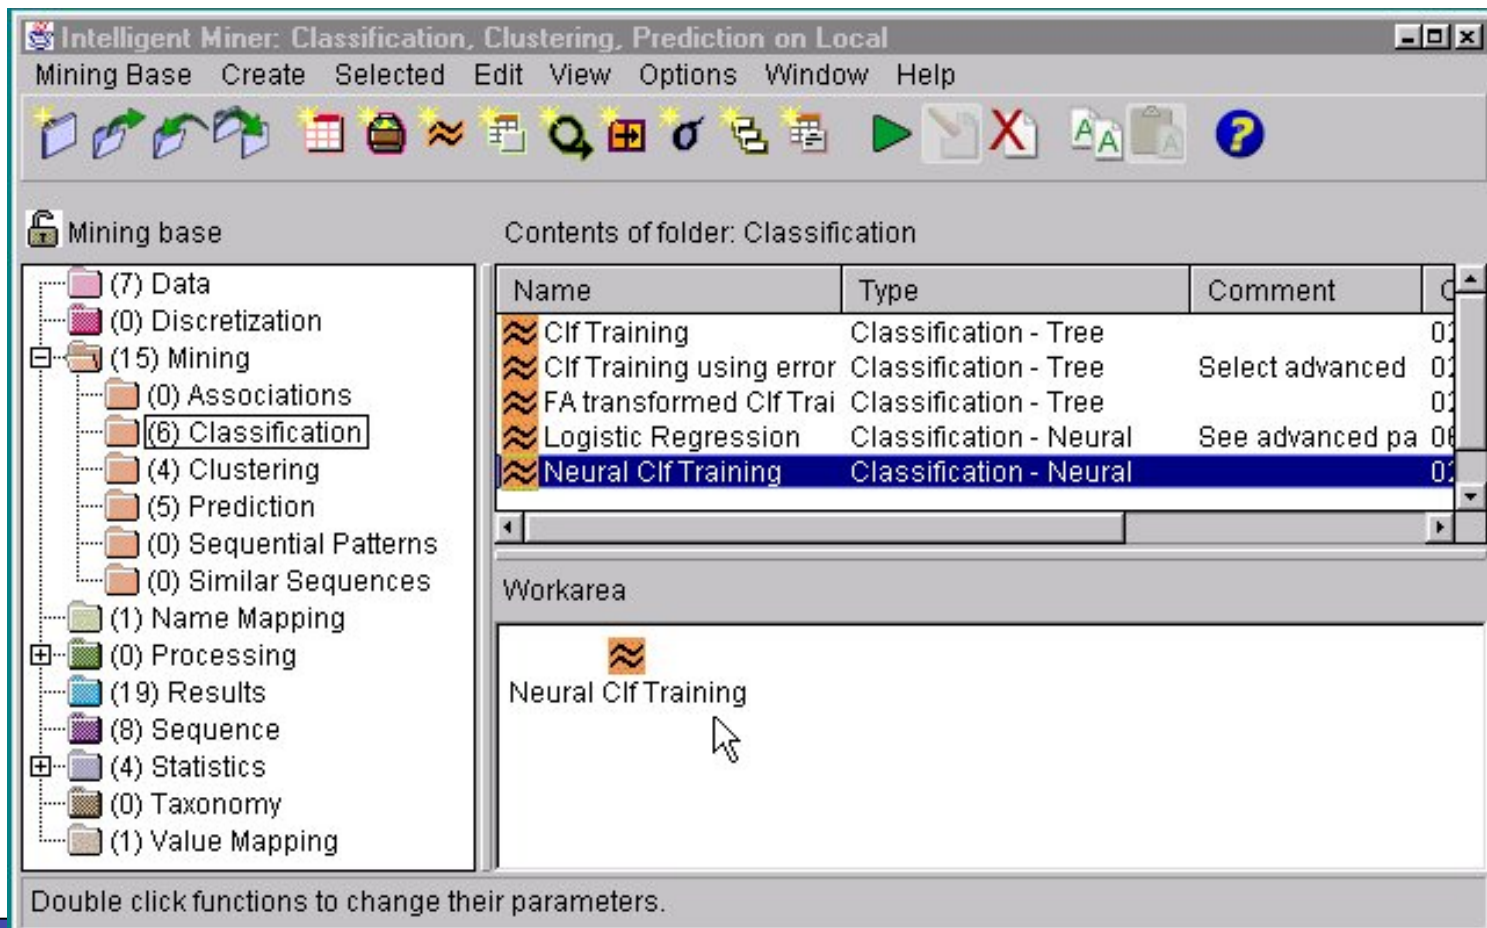 Intelligent Miner: Classification, Clustering, Prediction on Local
Mining Base Create Selected Edit View Options Window Help
Mining base
(7) Data
(0) Discretization
(15) Mining
(0) Associations
(6) Classification
(4) Clustering
(5) Prediction
(0) Sequential Patterns
(0) Similar Sequences
(1) Name Mapping
(0) Processing
(19) Results
(8) Sequence
(4) Statistics
(0) Taxonomy
(1) Value Mapping
Contents of folder: Classification
Name Type Comment
Clf Training Classification - Tree
Clf Training using error Classification - Tree Select advanced
FA transformed Clf Trai Classification - Tree
Logistic Regression Classification - Neural See advanced pa
Neural Clf Training Classification - Neural
Workarea
Neural Clf Training
Double click functions to change their parameters.